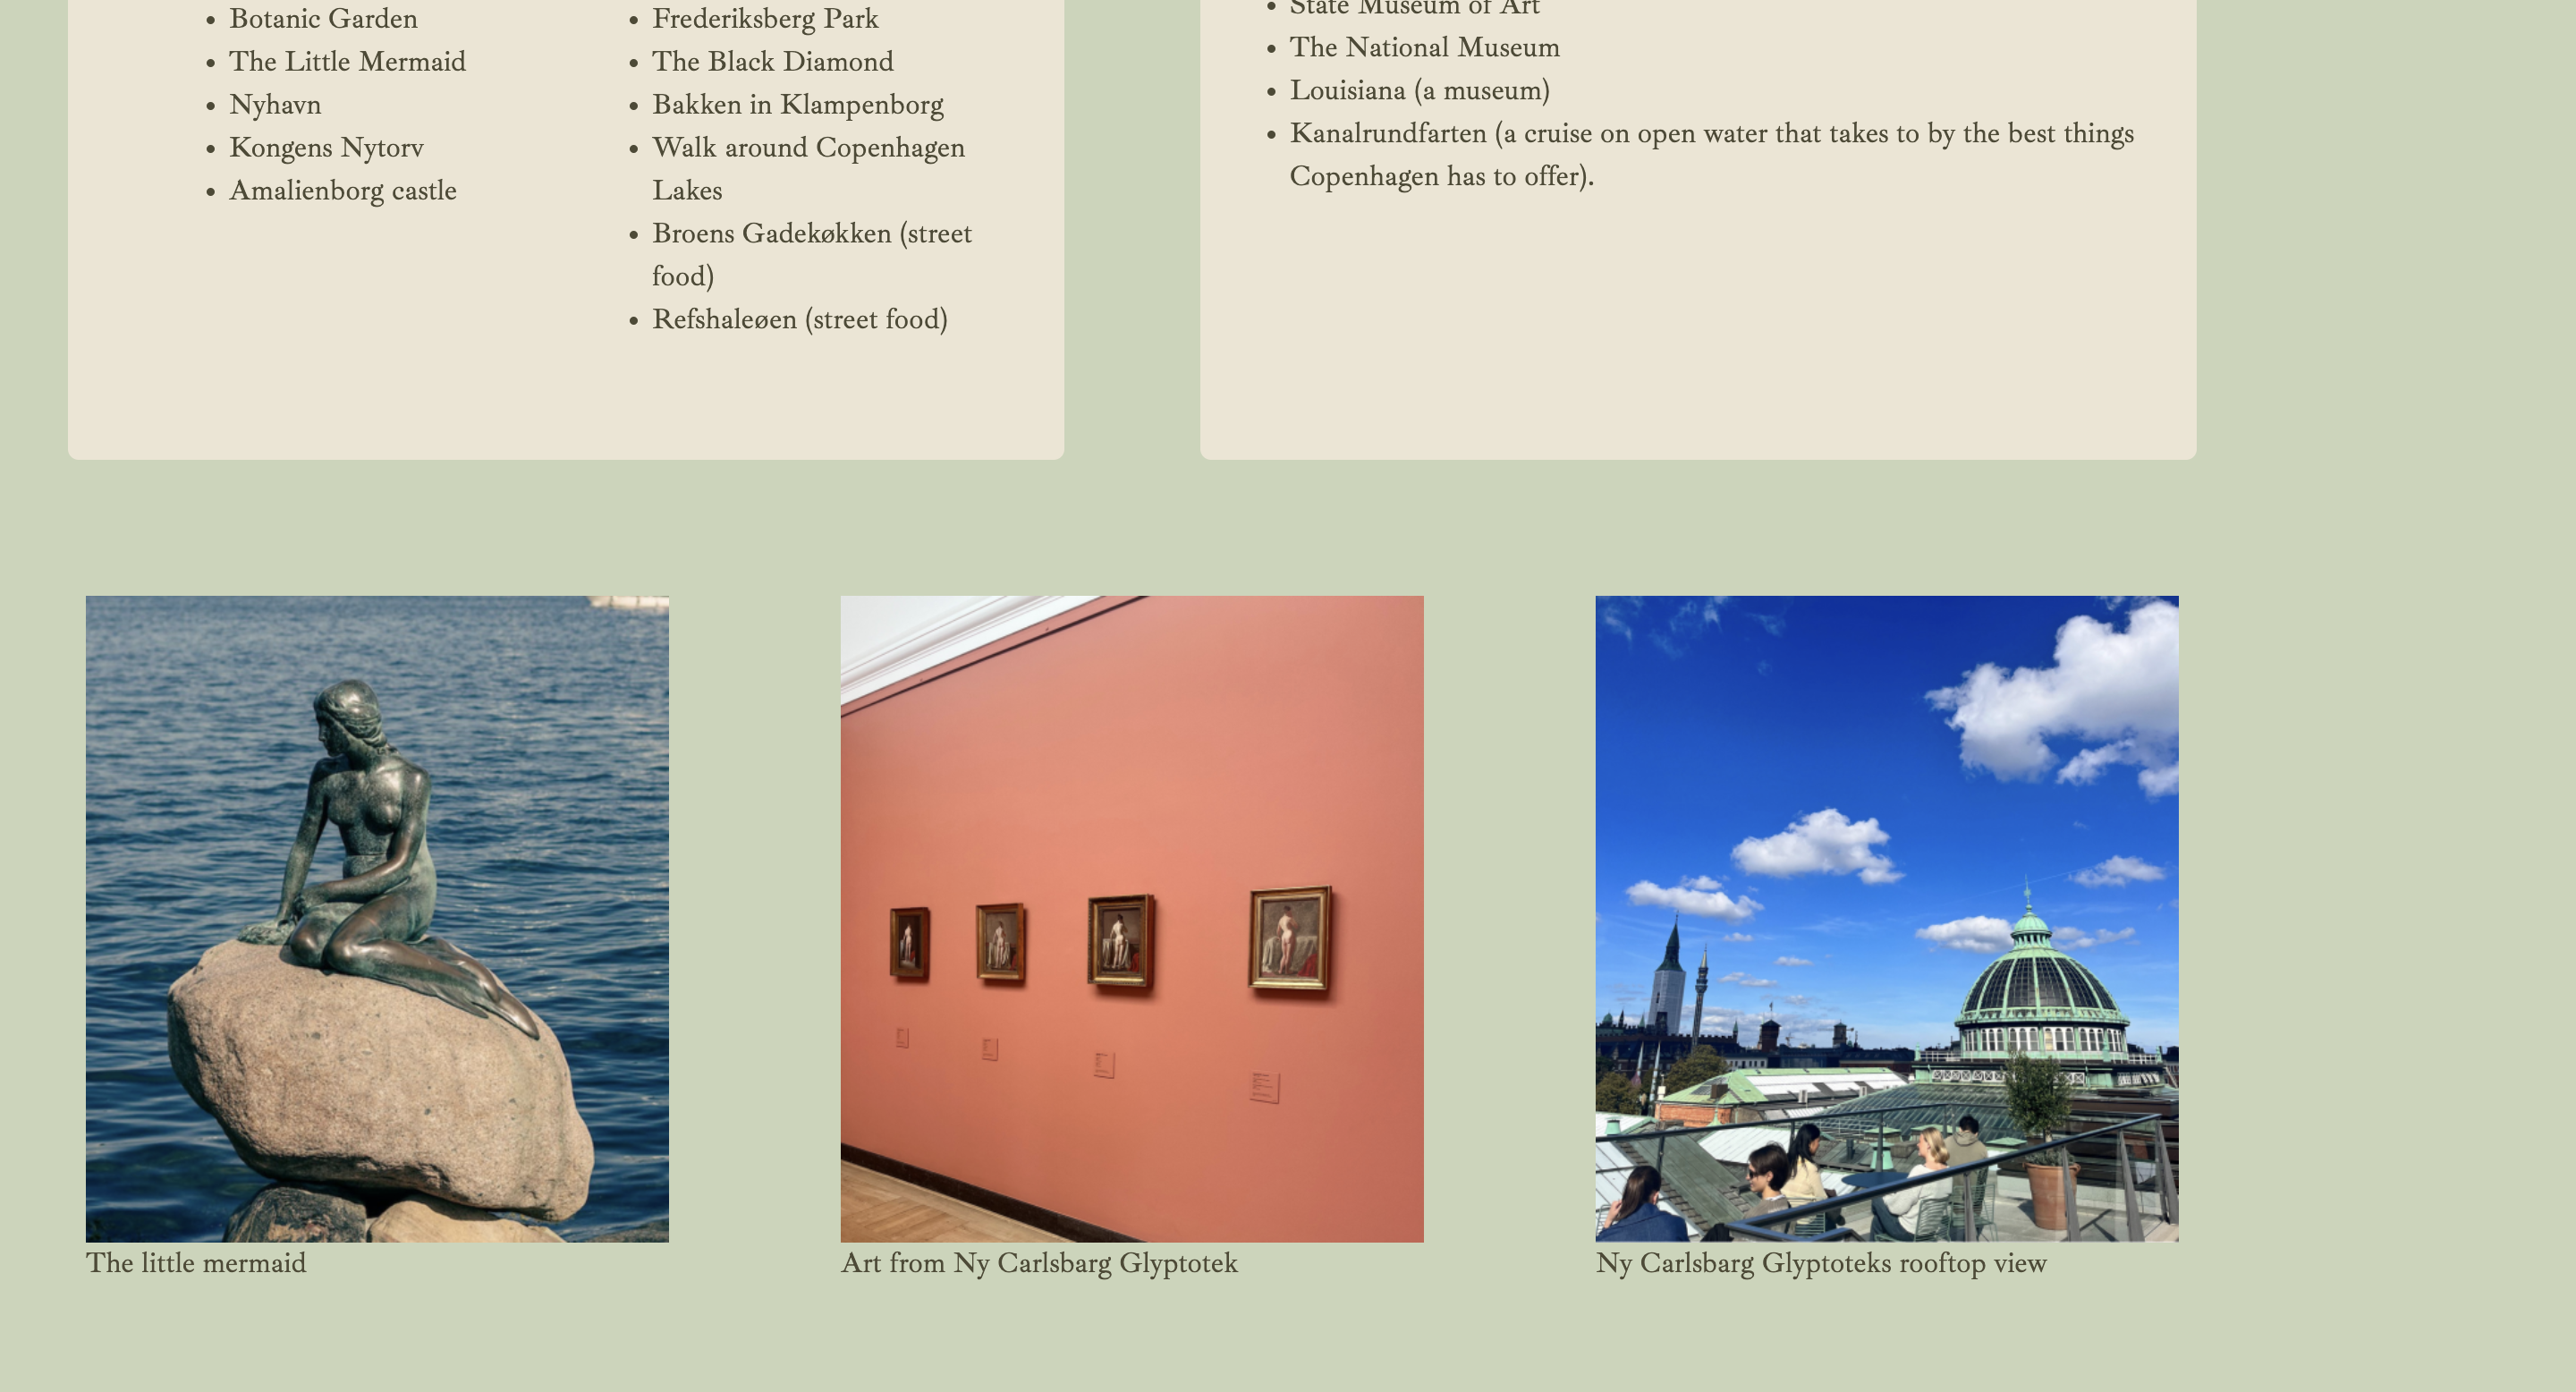 Botanic Garden
The Little Mermaid
Nyhavn
Kongens Nytorv
Amalienborg castle
Frederiksberg Park
The Black Diamond
Bakken in Klampenborg
Walk around Copenhagen
Lakes
Broens Gadekøkken (street
food)
Refshaleøen (street food)
State Museum of Art
The National Museum
Louisiana (a museum)
Kanalrundfarten (a cruise on open water that takes to by the best things
Copenhagen has to offer).
The little mermaid
Art from Ny Carlsbarg Glyptotek
Ny Carlsbarg Glyptoteks rooftop view